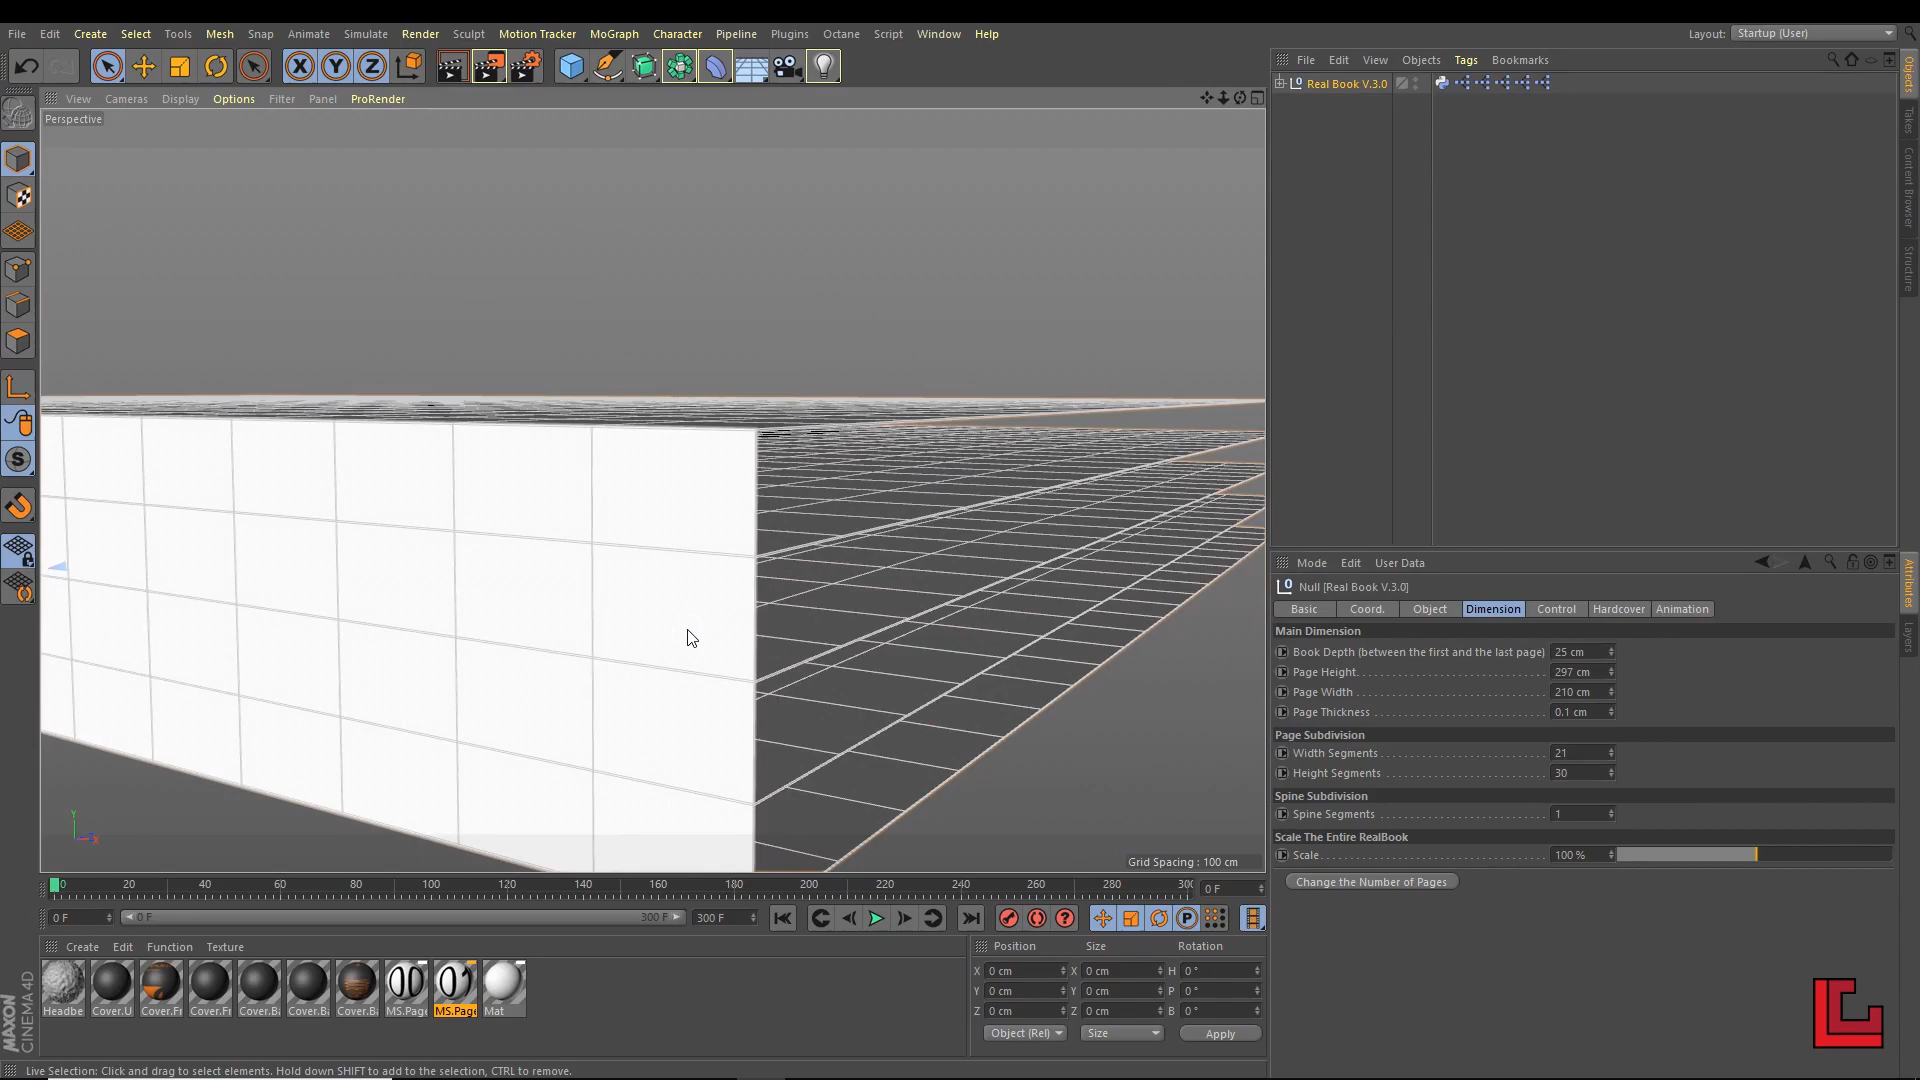 File Edit Create Select Tools Mesh Snap Animate Simulate Render Sculpt Motion Tracker MoGraph Character Pipeline Plugins Octane Script Window Help
Layout: Startup (User)
X Y Z
File Edit View Objects Tags Bookmarks
Real Book V.3.0
View Cameras Display Options Filter Panel ProRender
Perspective
Objects
Takes
Content Browser
Structure
Mode Edit User Data
Null [Real Book V.3.0]
Basic Coord. Object Dimension Control Hardcover Animation
Main Dimension
Book Depth (between the first and the last page) 25 cm
Page Height 297 cm
Page Width 210 cm
Page Thickness 0.1 cm
Page Subdivision
Width Segments 21
Height Segments 30
Spine Subdivision
Spine Segments 1
Scale The Entire RealBook
Scale 100 %
Change the Number of Pages
Attributes
Layers
S
Y
Grid Spacing : 100 cm
0 20 40 60 80 100 120 140 160 180 200 220 240 260 280 300
0 F
0 F 0 F 300 F 300 F
P
Create Edit Function Texture
Headbe Cover.U Cover.Fr Cover.Fr Cover.Ba Cover.Ba Cover.Ba MS.Page MS.Page Mat
Position Size Rotation
X 0 cm X 0 cm H 0 °
Y 0 cm Y 0 cm P 0 °
Z 0 cm Z 0 cm B 0 °
Object (Rel) Size Apply
MAXON
CINEMA 4D
Live Selection: Click and drag to select elements. Hold down SHIFT to add to the selection, CTRL to remove.